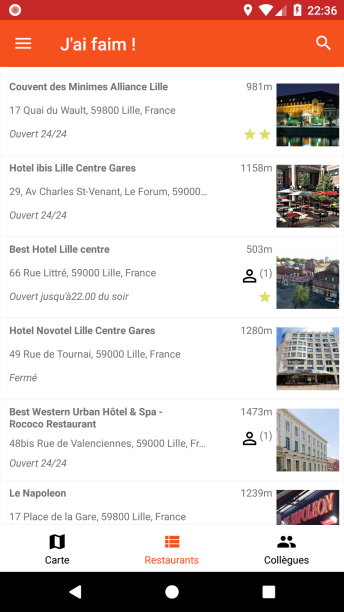 22:36
J'ai faim !
Couvent des Minimes Alliance Lille
981m
17 Quai du Wault, 59800 Lille, France
Ouvert 24/24
Hotel ibis Lille Centre Gares
1158m
29, Av Charles St-Venant, Le Forum, 59000...
Ouvert 24/24
Best Hotel Lille centre
503m
66 Rue Littré, 59000 Lille, France
(1)
Ouvert jusqu'à22.00 du soir
Hotel Novotel Lille Centre Gares
1280m
49 Rue de Tournai, 59000 Lille, France
Fermé
Best Western Urban Hôtel & Spa -
Rococo Restaurant
1473m
48bis Rue de Valenciennes, 59000 Lille, Fr...
(1)
Ouvert 24/24
Le Napoleon
1239m
17 Place de la Gare, 59800 Lille, France
NAPOLEON
Carte
Restaurants
Collègues